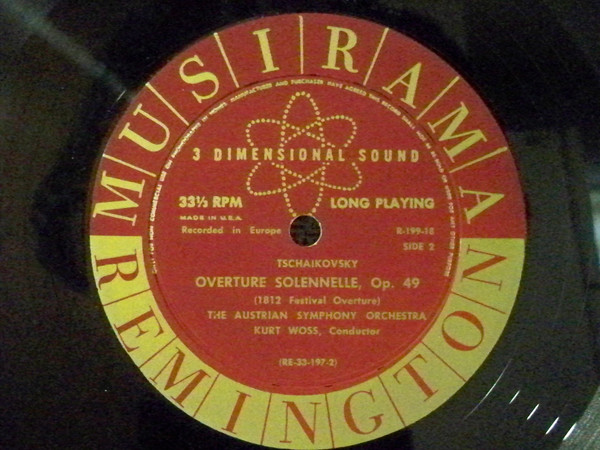 MUSIRAMA
3 DIMENSIONAL SOUND
33⅓ RPM
LONG PLAYING
MADE IN U.S.A.
Recorded in Europe
R-199-18
SIDE 2
TSCHAIKOVSKY
OVERTURE SOLENNELLE, Op. 49
(1812 Festival Overture)
THE AUSTRIAN SYMPHONY ORCHESTRA
KURT WOSS, Conductor
(RE-33-197-2)
REMINGTON